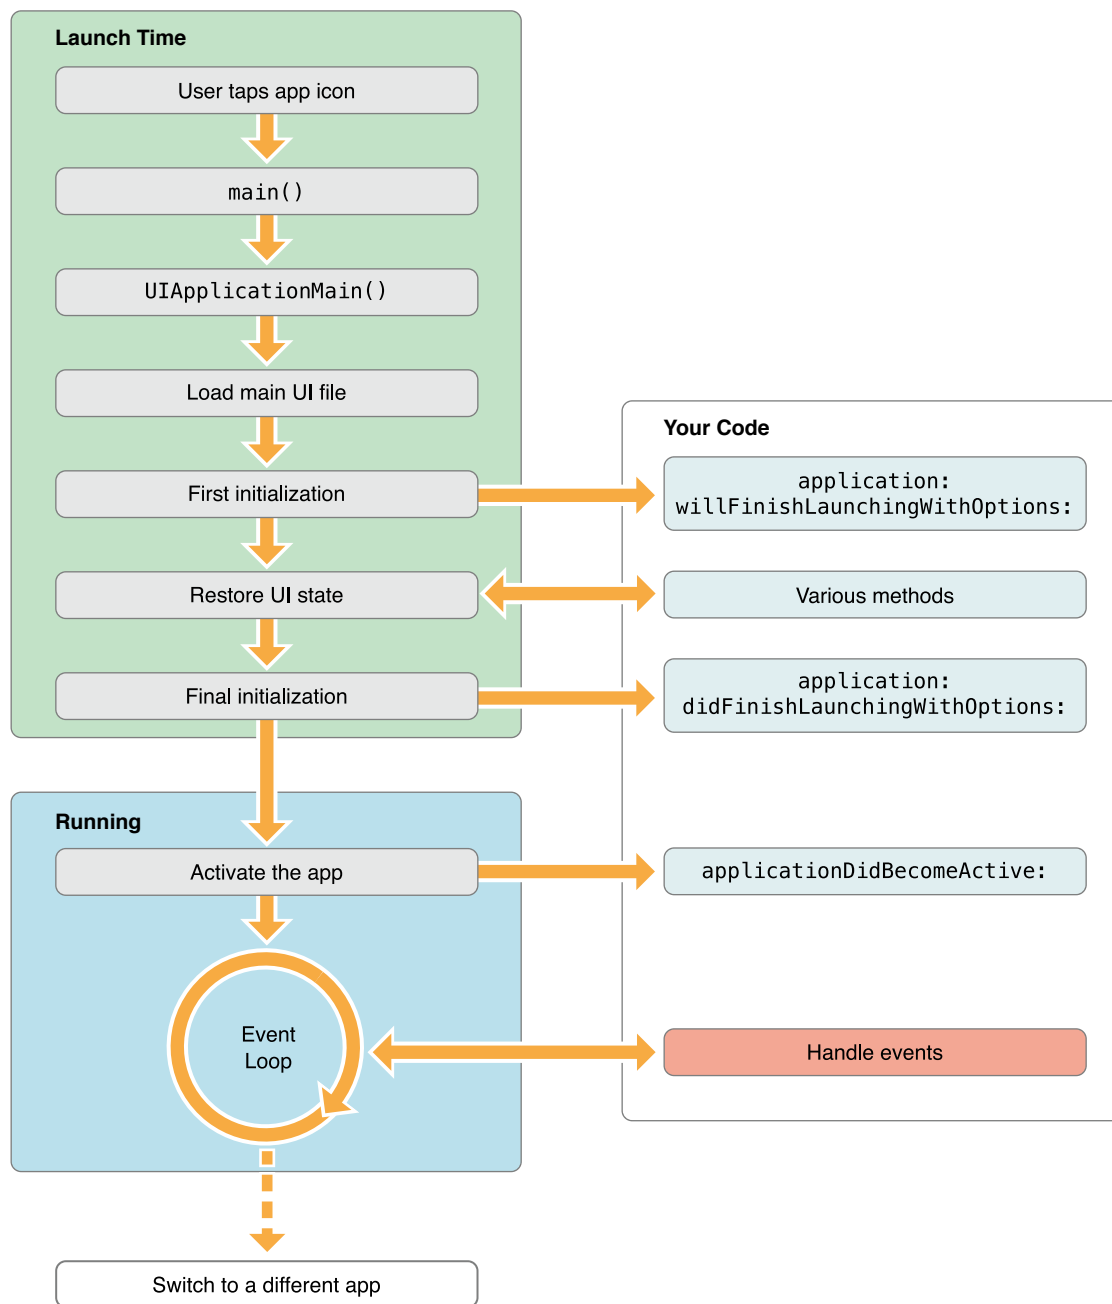 Launch Time
User taps app icon
main()
UIApplicationMain()
Load main UI file
First initialization
Restore UI state
Final initialization
Your Code
application:
willFinishLaunchingWithOptions:
Various methods
application:
didFinishLaunchingWithOptions:
Running
Activate the app
applicationDidBecomeActive:
Event
Loop
Handle events
Switch to a different app